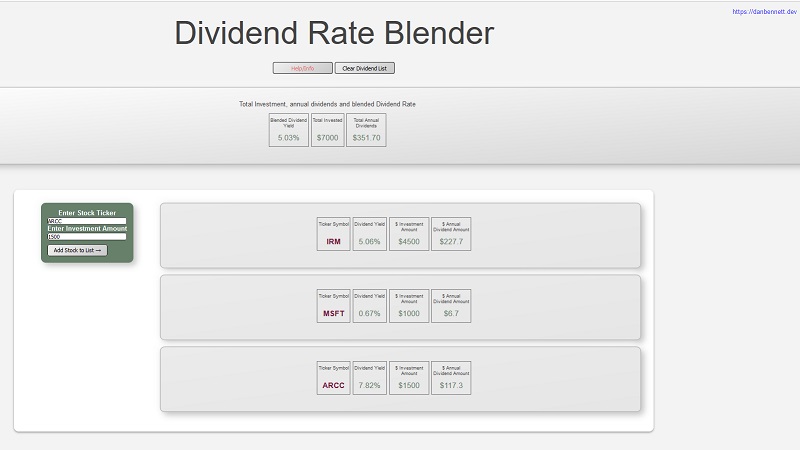 https://danbennett.dev
Dividend Rate Blender
Help/Info
Clear Dividend List
Total Investment, annual dividends and blended Dividend Rate
Blended Dividend Yield
5.03%
Total Invested
$7000
Total Annual Dividends
$351.70
Enter Stock Ticker
ARCC
Enter Investment Amount
1500
Add Stock to List →
Ticker Symbol
IRM
Dividend Yield
5.06%
$ Investment Amount
$4500
$ Annual Dividend Amount
$227.7
Ticker Symbol
MSFT
Dividend Yield
0.67%
$ Investment Amount
$1000
$ Annual Dividend Amount
$6.7
Ticker Symbol
ARCC
Dividend Yield
7.82%
$ Investment Amount
$1500
$ Annual Dividend Amount
$117.3